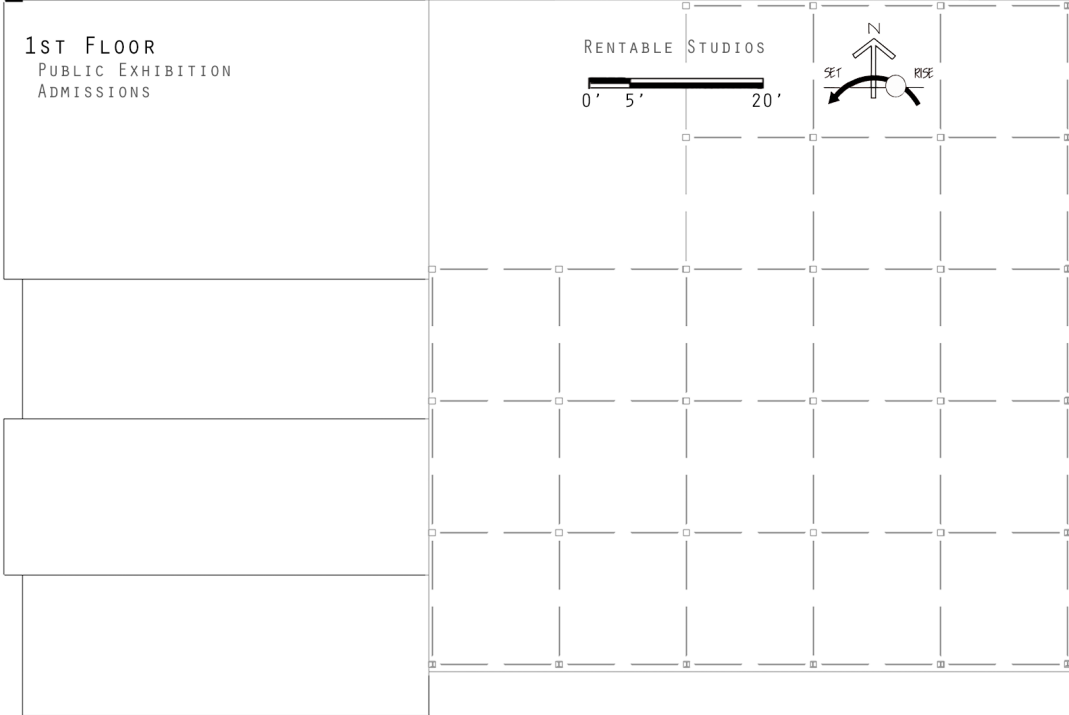 1st Floor
Public Exhibition
Admissions
Rentable Studios
0' 5' 20'
N
SET RISE